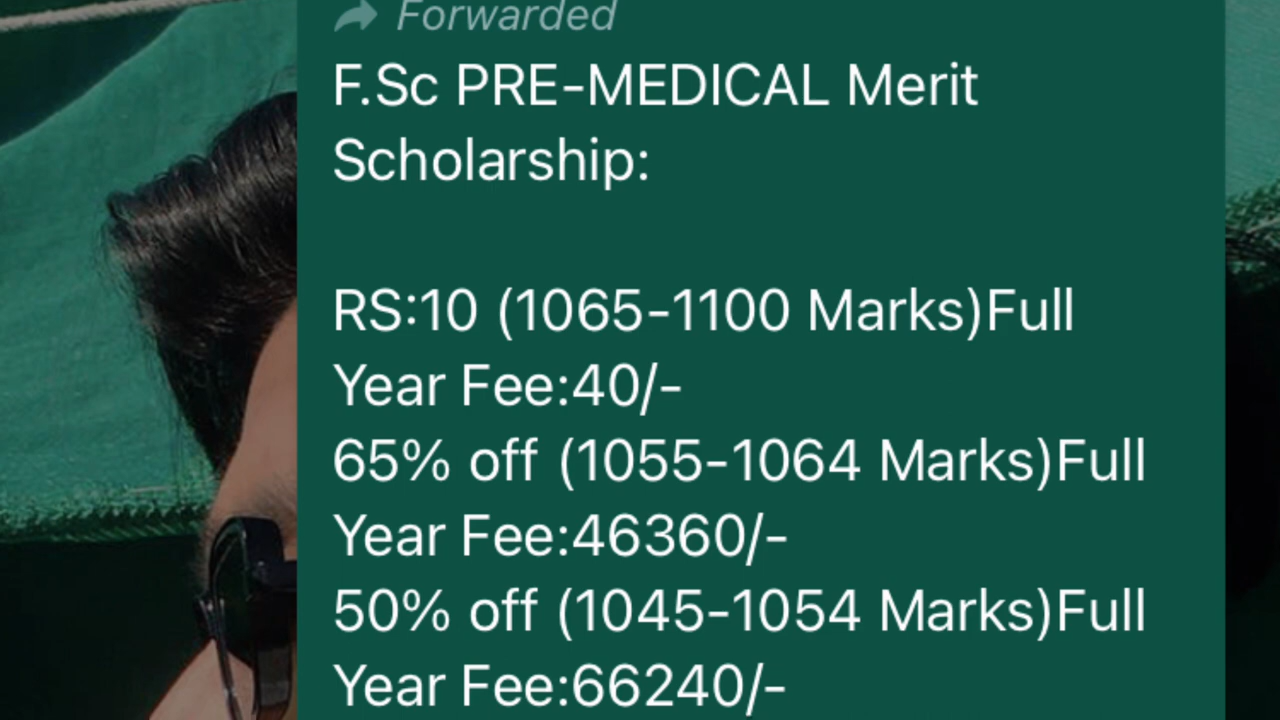 Forwarded
F.Sc PRE-MEDICAL Merit
Scholarship:
RS:10 (1065-1100 Marks)Full
Year Fee:40/-
65% off (1055-1064 Marks)Full
Year Fee:46360/-
50% off (1045-1054 Marks)Full
Year Fee:66240/-